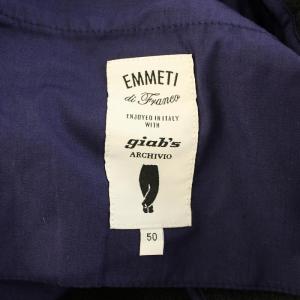 EMMETI
di Franco
ENJOYED IN ITALY
WITH
giab's
ARCHIVIO
50